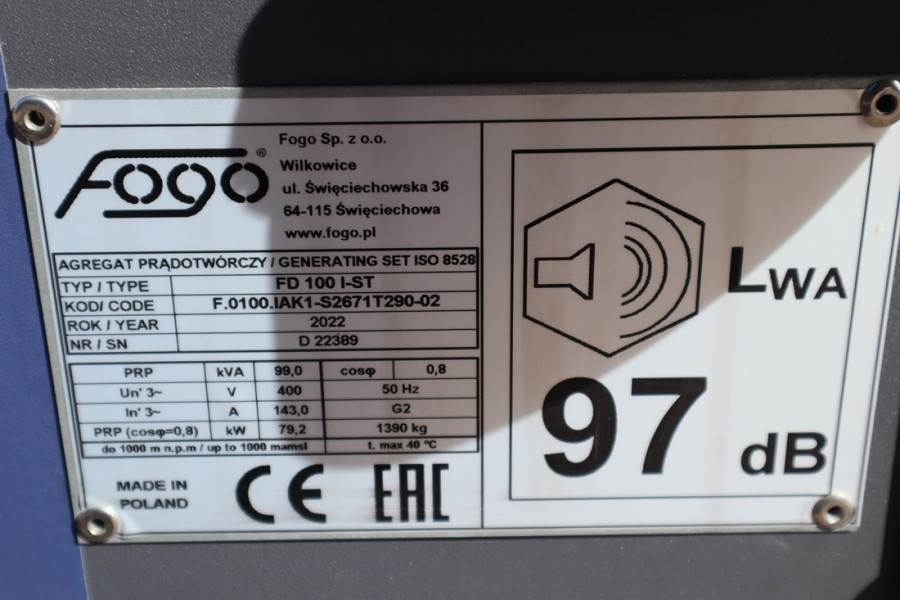 Fogo®
Fogo Sp. z o.o.
Wilkowice
ul. Święciechowska 36
64-115 Święciechowa
www.fogo.pl
AGREGAT PRĄDOTWÓRCZY / GENERATING SET ISO 8528
TYP / TYPE FD 100 I-ST
KOD/ CODE F.0100.IAK1-S2671T290-02
ROK / YEAR 2022
NR / SN D 22389
PRP kVA 99,0 cosφ 0,8
Un' 3~ V 400 50 Hz
In' 3~ A 143,0 G2
PRP (cosφ=0,8) kW 79,2 1390 kg
do 1000 m n.p.m / up to 1000 mamsl t. max 40 °C
MADE IN
POLAND
CE EAC
LWA
97 dB